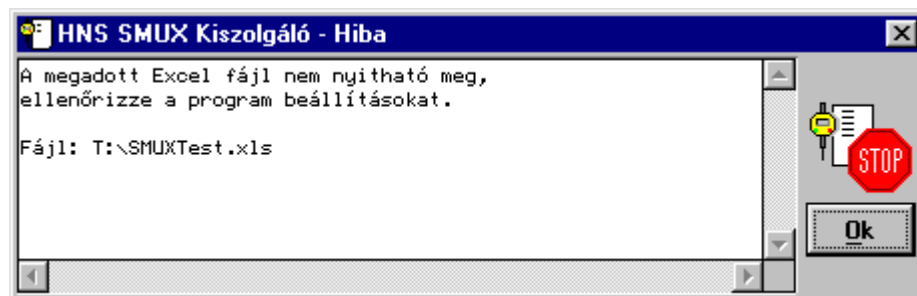 HNS SMUX Kiszolgáló - Hiba
A megadott Excel fájl nem nyitható meg,
ellenőrizze a program beállításokat.
Fájl: T:\SMUXTest.xls
STOP
Ok